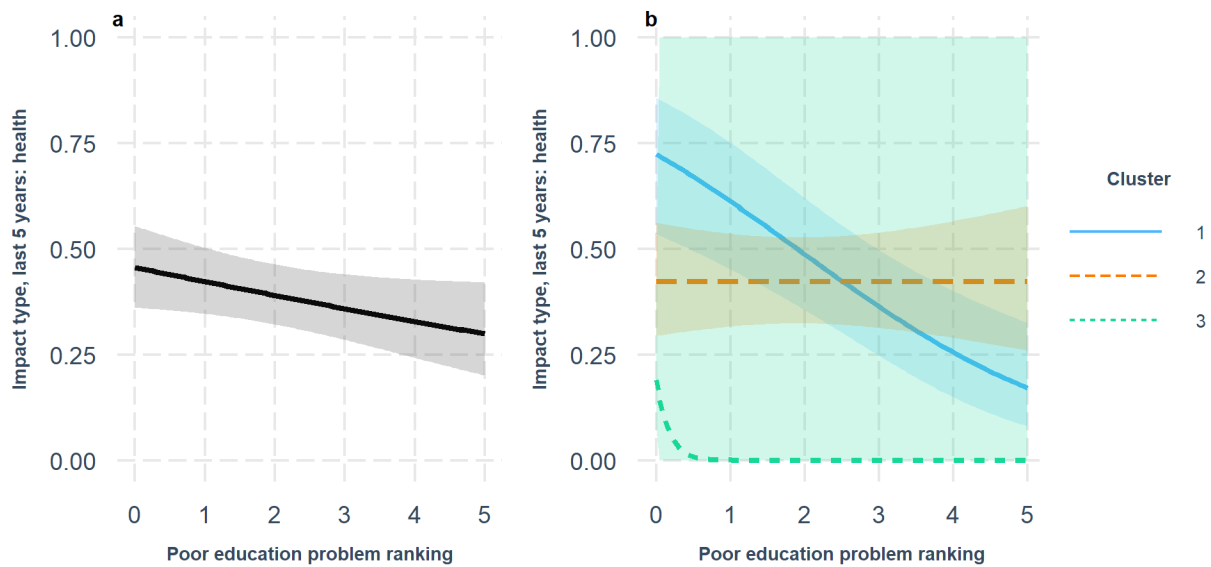 a
1.00
0.75
0.50
0.25
0.00
0 1 2 3 4 5
Poor education problem ranking
Impact type, last 5 years: health
b
1.00
0.75
0.50
0.25
0.00
0 1 2 3 4 5
Poor education problem ranking
Impact type, last 5 years: health
Cluster
1
2
3